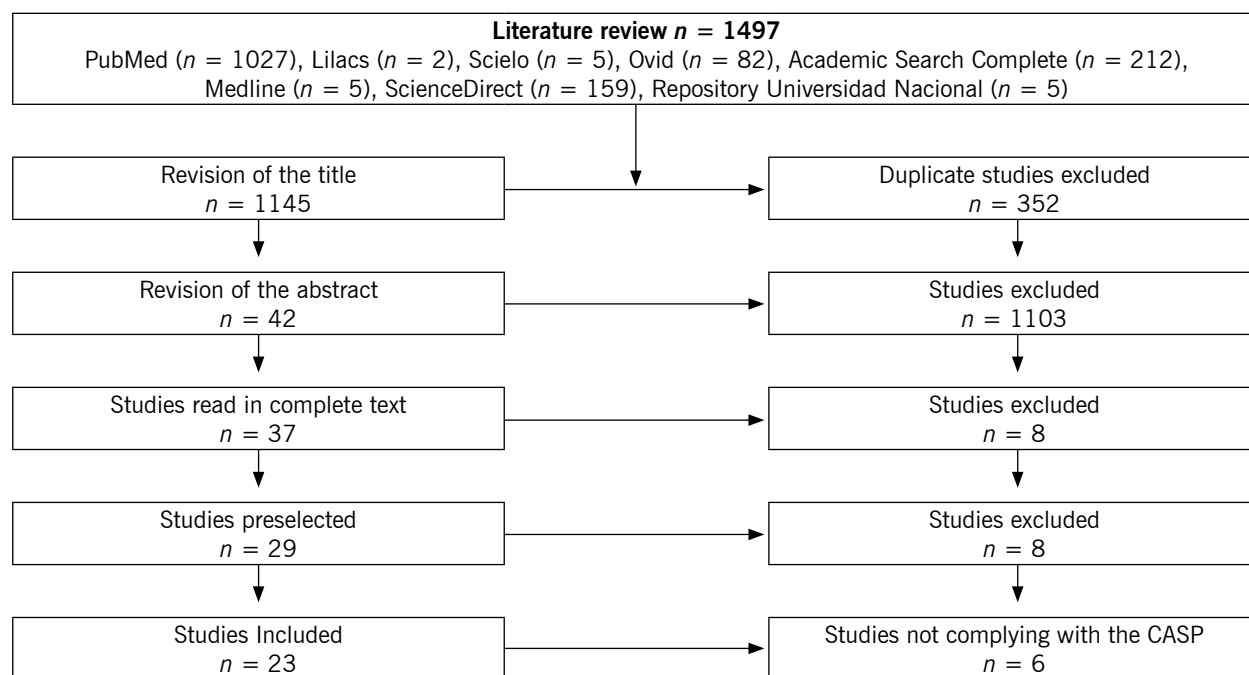 Literature review n = 1497
PubMed (n = 1027), Lilacs (n = 2), Scielo (n = 5), Ovid (n = 82), Academic Search Complete (n = 212),
Medline (n = 5), ScienceDirect (n = 159), Repository Universidad Nacional (n = 5)
Revision of the title
n = 1145
Duplicate studies excluded
n = 352
Revision of the abstract
n = 42
Studies excluded
n = 1103
Studies read in complete text
n = 37
Studies excluded
n = 8
Studies preselected
n = 29
Studies excluded
n = 8
Studies Included
n = 23
Studies not complying with the CASP
n = 6